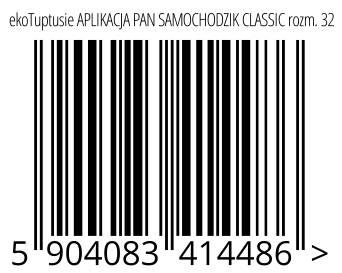 ekoTuptusie APLIKACJA PAN SAMOCHODZIK CLASSIC rozm. 32
5 904083 414486 >